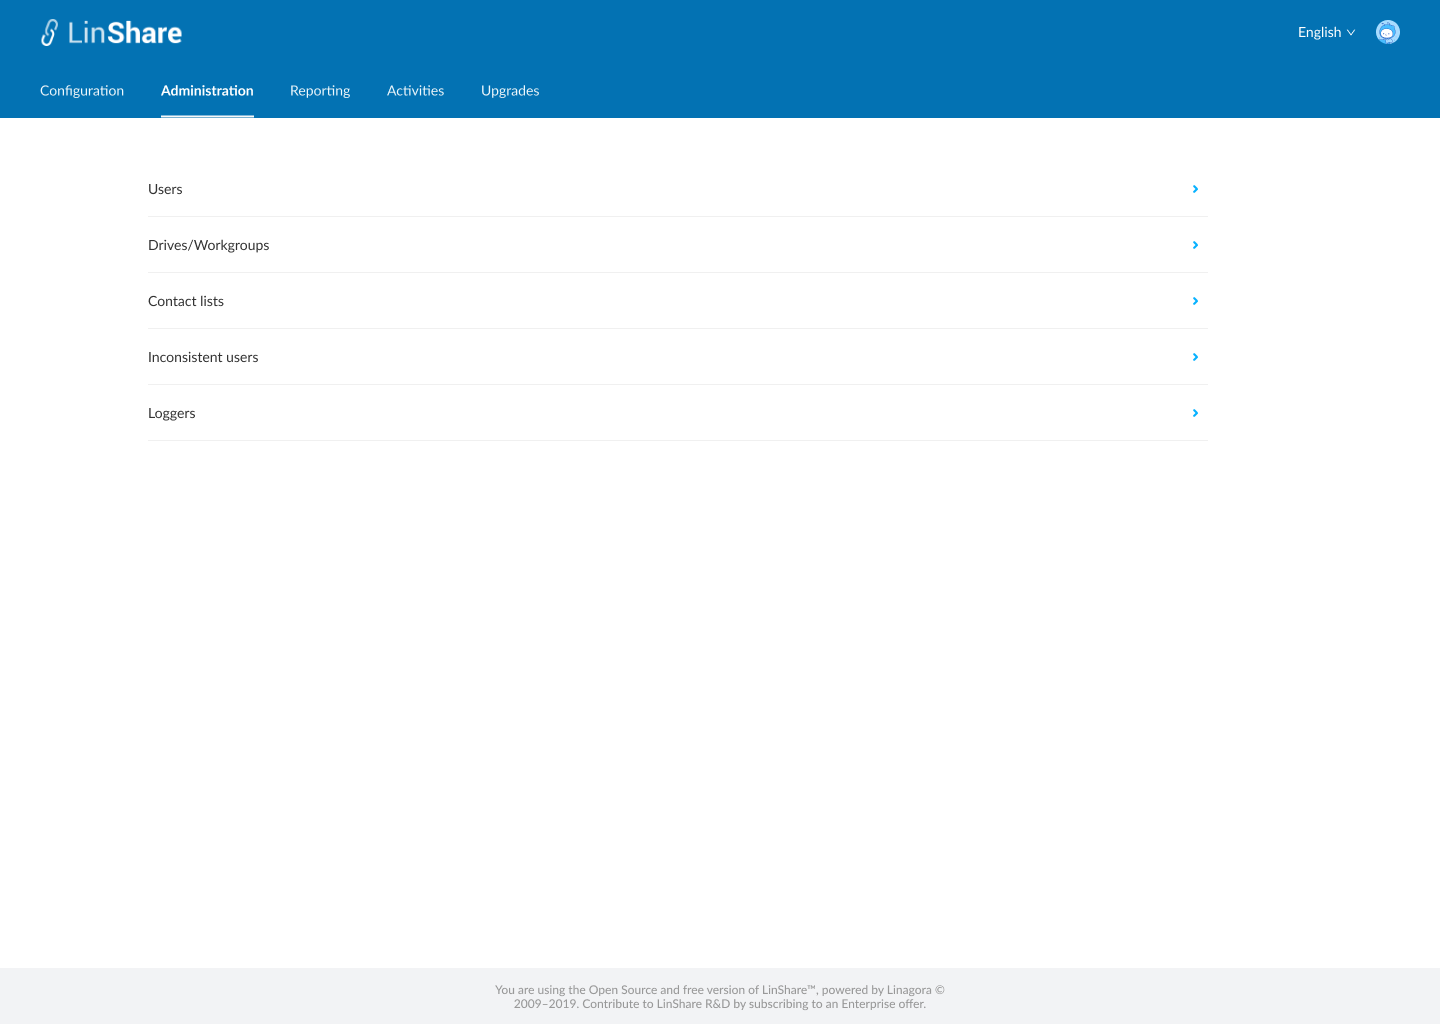 LinShare
English
Configuration Administration Reporting Activities Upgrades
Users
Drives/Workgroups
Contact lists
Inconsistent users
Loggers
You are using the Open Source and free version of LinShare™, powered by Linagora ©
2009–2019. Contribute to LinShare R&D by subscribing to an Enterprise offer.